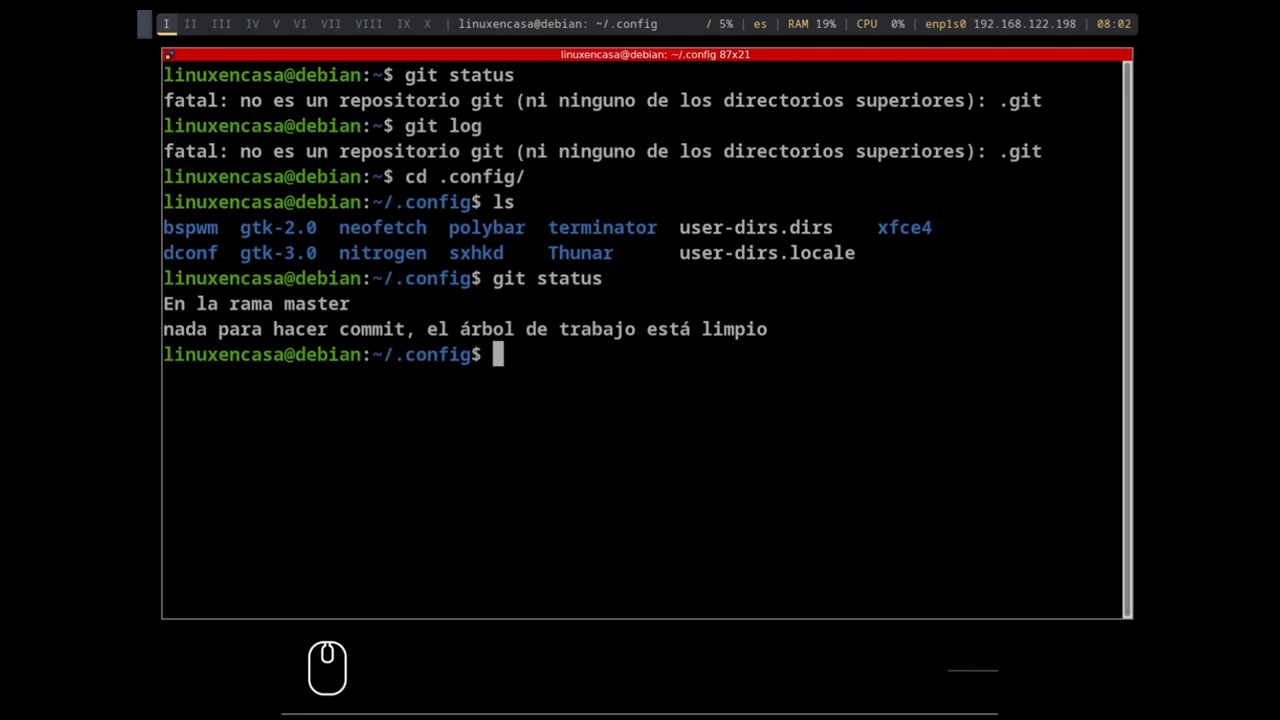 I II III IV V VI VII VIII IX X | linuxencasa@debian: ~/.config / 5% | es | RAM 19% | CPU 0% | enp1s0 192.168.122.198 | 08:02
linuxencasa@debian: ~/.config 87x21
linuxencasa@debian:~$ git status
fatal: no es un repositorio git (ni ninguno de los directorios superiores): .git
linuxencasa@debian:~$ git log
fatal: no es un repositorio git (ni ninguno de los directorios superiores): .git
linuxencasa@debian:~$ cd .config/
linuxencasa@debian:~/.config$ ls
bspwm gtk-2.0 neofetch polybar terminator user-dirs.dirs xfce4
dconf gtk-3.0 nitrogen sxhkd Thunar user-dirs.locale
linuxencasa@debian:~/.config$ git status
En la rama master
nada para hacer commit, el árbol de trabajo está limpio
linuxencasa@debian:~/.config$